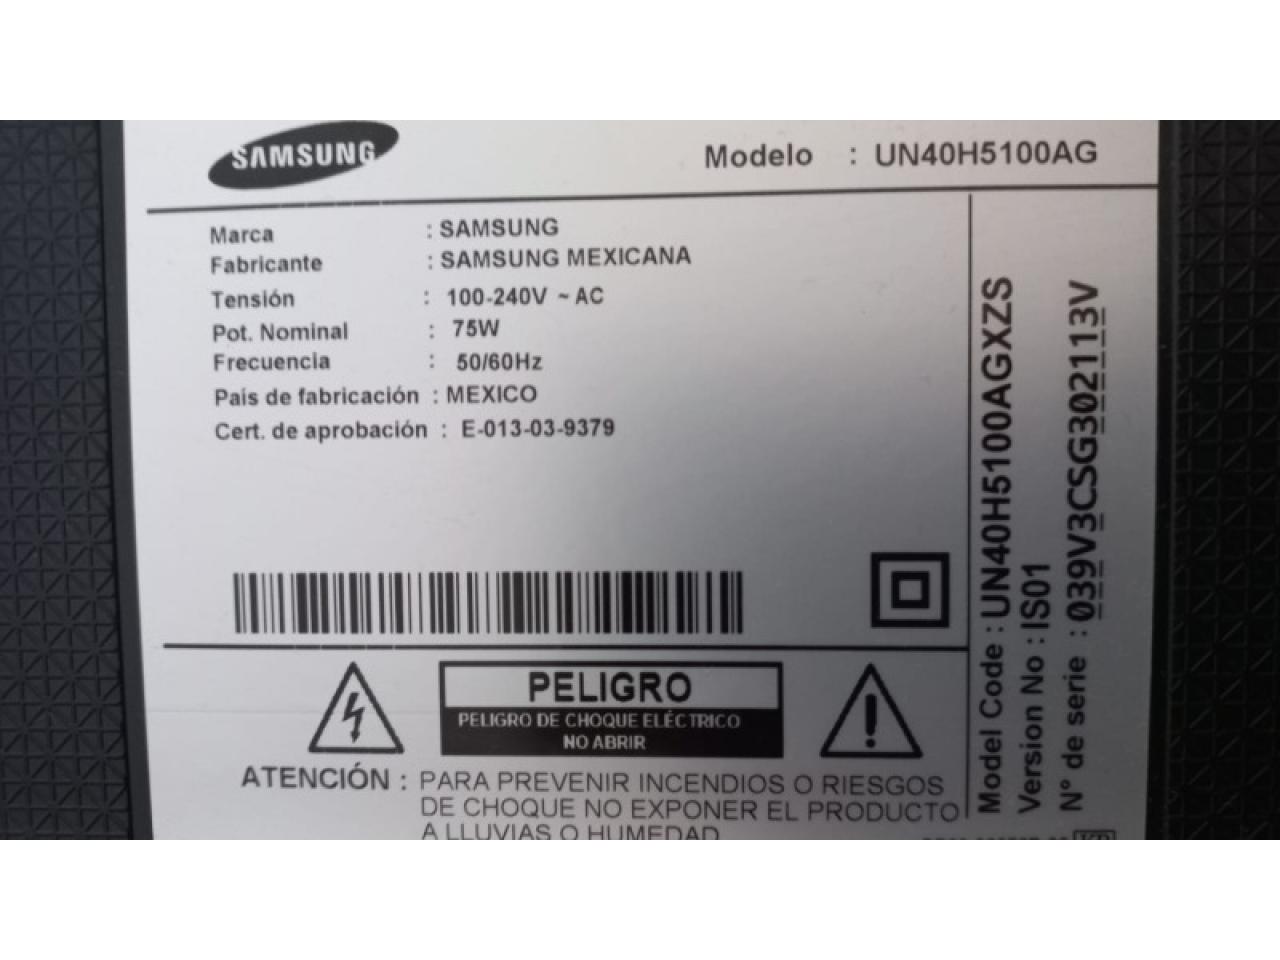 SAMSUNG
Modelo : UN40H5100AG
Marca : SAMSUNG
Fabricante : SAMSUNG MEXICANA
Tensión : 100-240V ~ AC
Pot. Nominal : 75W
Frecuencia : 50/60Hz
País de fabricación : MEXICO
Cert. de aprobación : E-013-03-9379
PELIGRO
PELIGRO DE CHOQUE ELÉCTRICO
NO ABRIR
ATENCIÓN : PARA PREVENIR INCENDIOS O RIESGOS
DE CHOQUE NO EXPONER EL PRODUCTO
A LLUVIAS O HUMEDAD
Model Code : UN40H5100AGXZS
Version No : IS01
N° de serie : 039V3CSG302113V